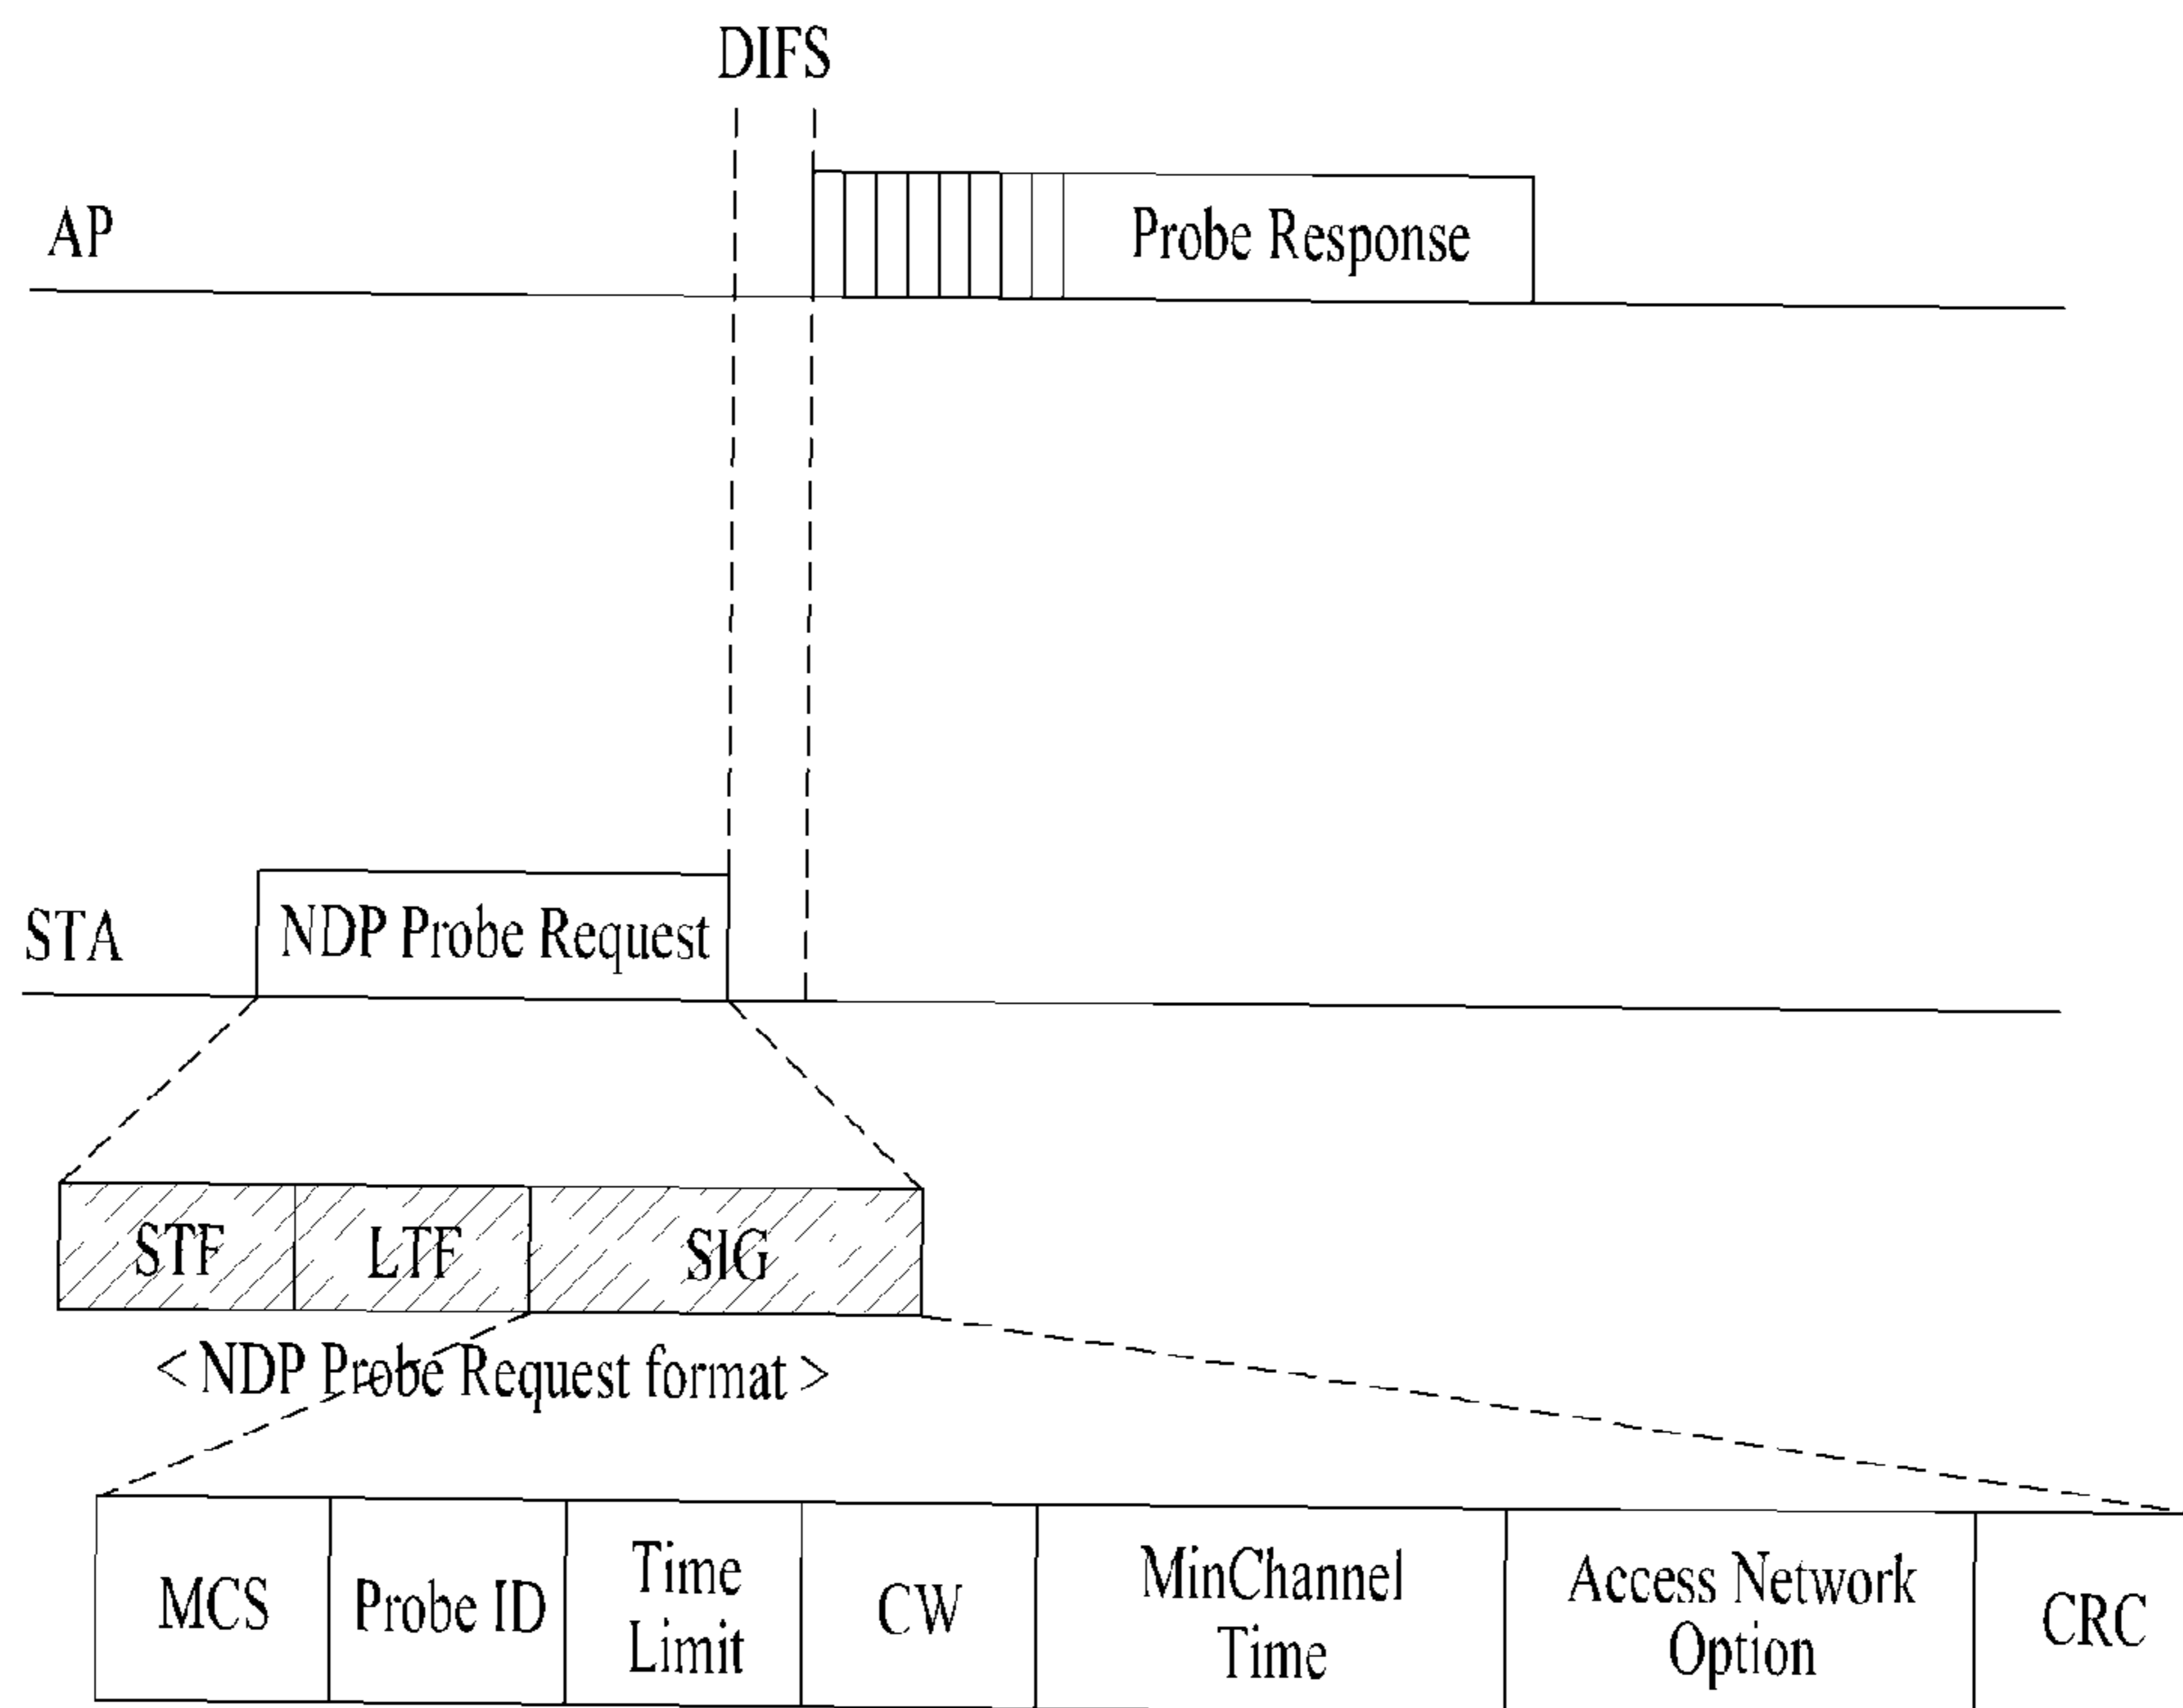 DIFS
AP
Probe Response
STA
NDP Probe Request
STF
LTF
SIG
< NDP Probe Request format >
MCS
Probe ID
Time
Limit
CW
MinChannel
Time
Access Network
Option
CRC